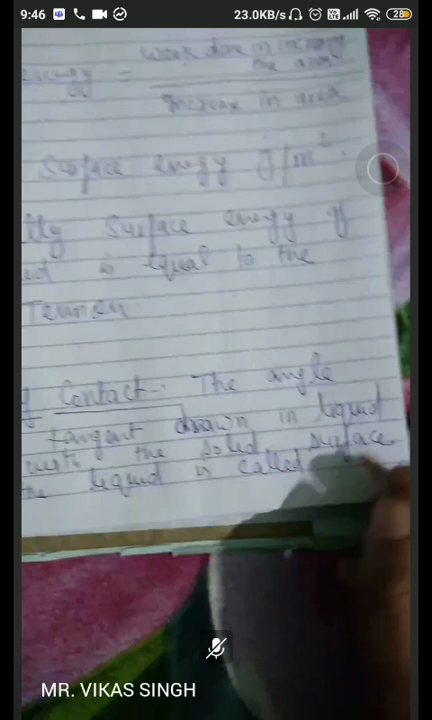 9:46 23.0KB/s 28
work done in increasing
the area
energy =
Increase in area
Surface energy J/m².
Surface energy of
is equal to the
Tension.
Contact-: The angle
tangent drawn in liquid
with the solid surface
the liquid is called
MR. VIKAS SINGH